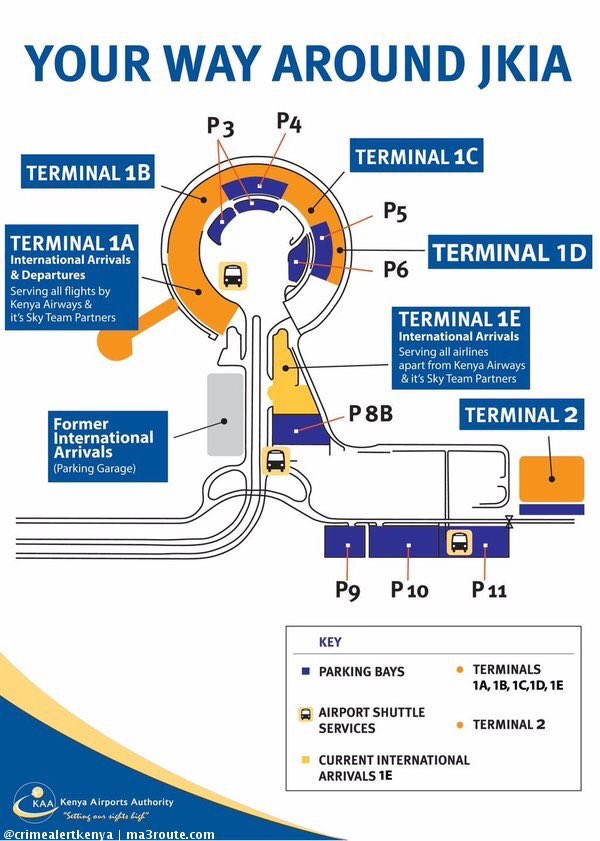 YOUR WAY AROUND JKIA
P 3
P4
TERMINAL 1B
TERMINAL 1C
P5
TERMINAL 1A
International Arrivals
& Departures
Serving all flights by
Kenya Airways &
it's Sky Team Partners
TERMINAL 1D
P6
TERMINAL 1E
International Arrivals
Serving all airlines
apart from Kenya Airways
& it's Sky Team Partners
Former
International
Arrivals
(Parking Garage)
P 8B
TERMINAL 2
P9
P 10
P 11
KEY
PARKING BAYS
TERMINALS
1A, 1B, 1C,1D, 1E
AIRPORT SHUTTLE
SERVICES
TERMINAL 2
CURRENT INTERNATIONAL
ARRIVALS 1E
KAA
Kenya Airports Authority
"Setting our sights high"
@crimealertkenya | ma3route.com